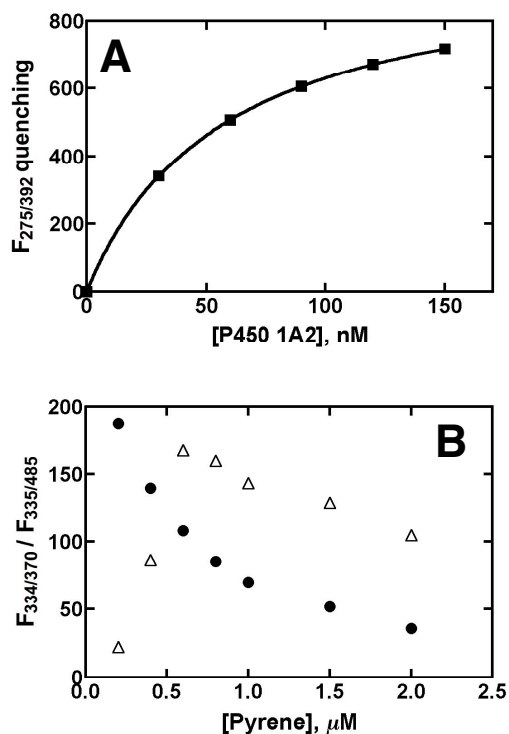 A
F275/392 quenching
800
600
400
200
0
0 50 100 150
[P450 1A2], nM
B
F334/370 / F335/485
200
150
100
50
0
0.0 0.5 1.0 1.5 2.0 2.5
[Pyrene], µM